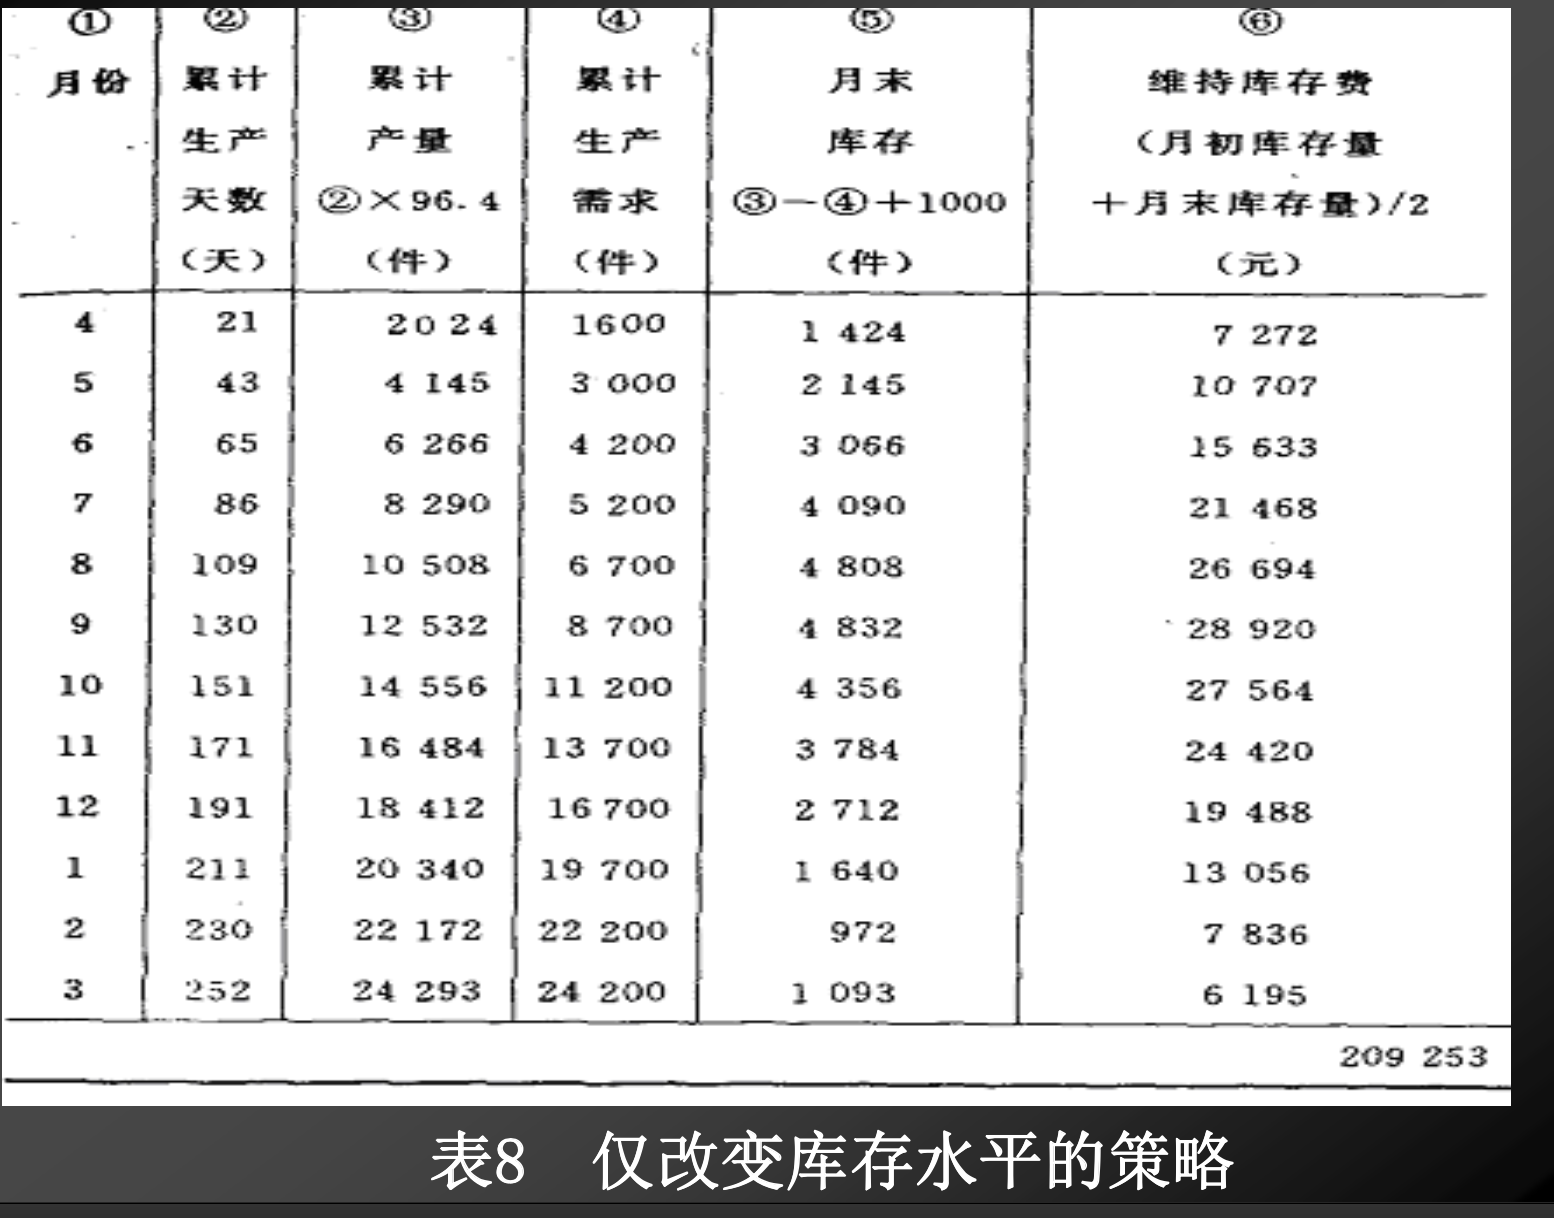 ① ② ③ ④ ⑤ ⑥
月份 累计 累计 累计 月末 维持库存费
生产 产量 生产 库存 (月初库存量
天数 ②×96.4 需求 ③-④+1000 +月末库存量)/2
(天) (件) (件) (件) (元)
4 21 2024 1600 1 424 7 272
5 43 4 145 3 000 2 145 10 707
6 65 6 266 4 200 3 066 15 633
7 86 8 290 5 200 4 090 21 468
8 109 10 508 6 700 4 808 26 694
9 130 12 532 8 700 4 832 28 920
10 151 14 556 11 200 4 356 27 564
11 171 16 484 13 700 3 784 24 420
12 191 18 412 16 700 2 712 19 488
1 211 20 340 19 700 1 640 13 056
2 230 22 172 22 200 972 7 836
3 252 24 293 24 200 1 093 6 195
209 253
表8 仅改变库存水平的策略